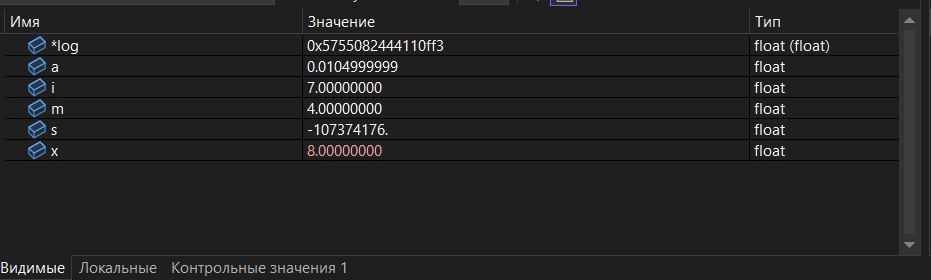 Имя Значение Тип
*log 0x5755082444110ff3 float (float)
a 0.0104999999 float
i 7.00000000 float
m 4.00000000 float
s -107374176. float
x 8.00000000 float
Видимые Локальные Контрольные значения 1